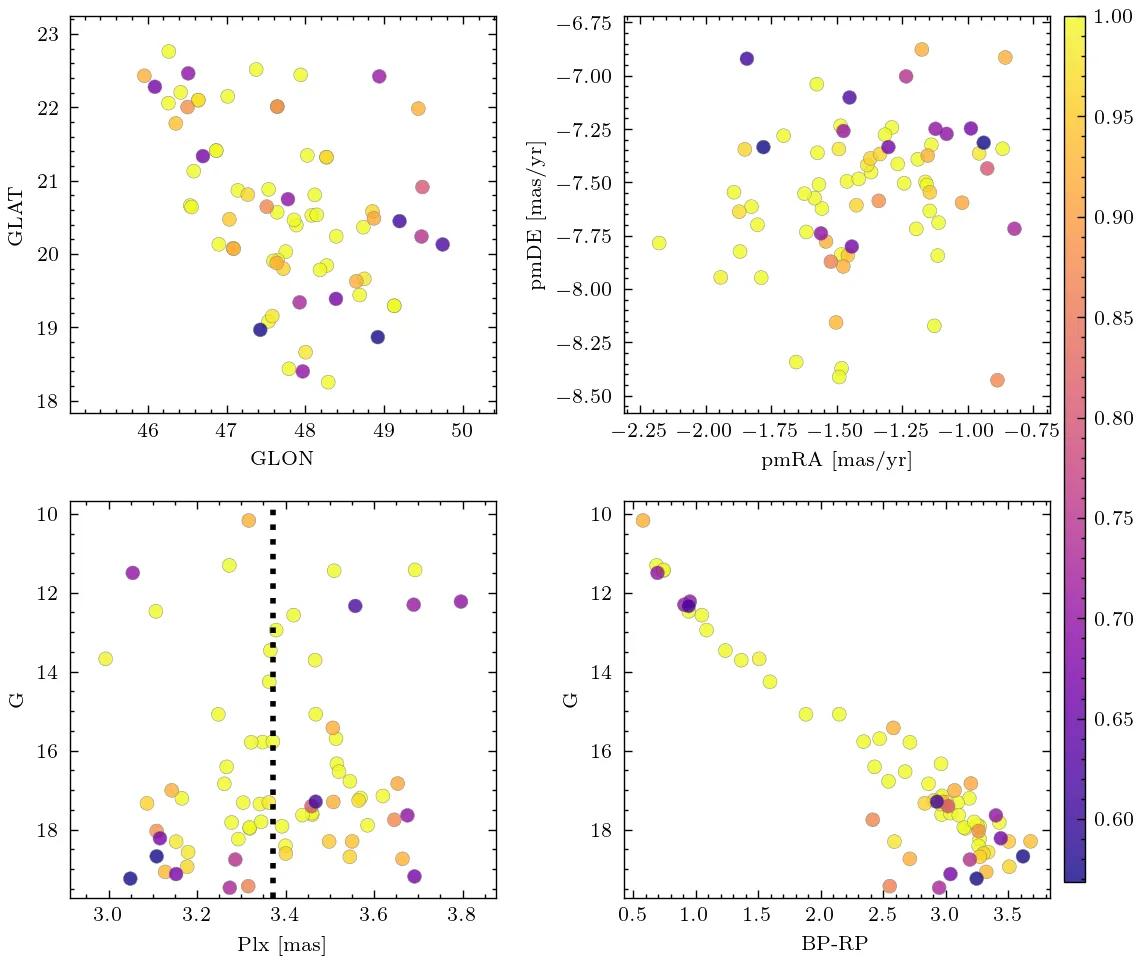 23
22
21
20
19
18
GLAT
46 47 48 49 50
GLON
−6.75
−7.00
−7.25
−7.50
−7.75
−8.00
−8.25
−8.50
pmDE [mas/yr]
−2.25 −2.00 −1.75 −1.50 −1.25 −1.00 −0.75
pmRA [mas/yr]
10
12
14
16
18
G
3.0 3.2 3.4 3.6 3.8
Plx [mas]
10
12
14
16
18
G
0.5 1.0 1.5 2.0 2.5 3.0 3.5
BP-RP
1.00
0.95
0.90
0.85
0.80
0.75
0.70
0.65
0.60